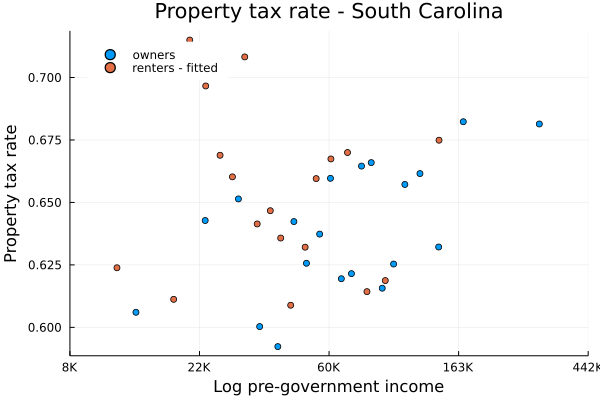 Property tax rate - South Carolina
owners
renters - fitted
0.700
0.675
0.650
0.625
0.600
Property tax rate
8K
22K
60K
163K
442K
Log pre-government income